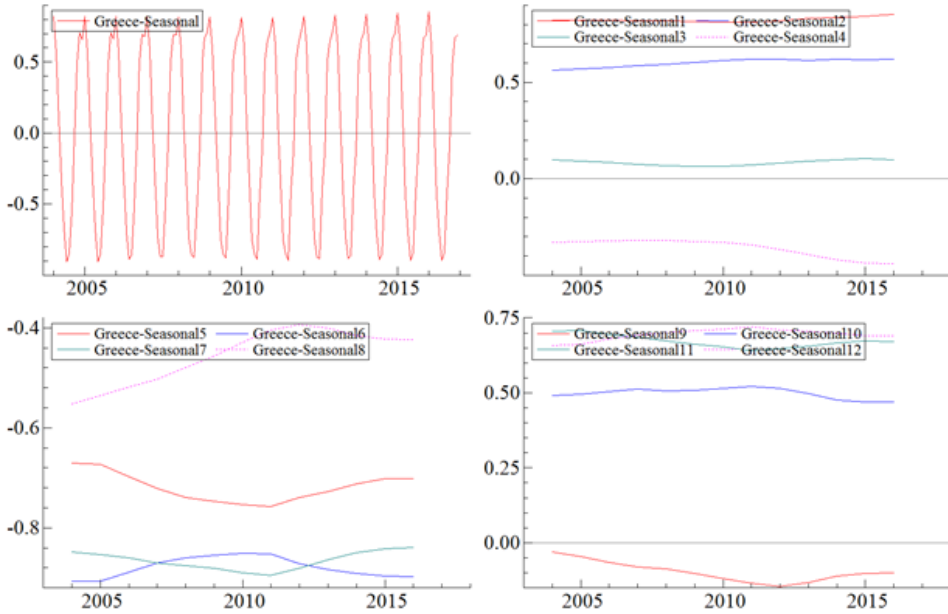 Greece-Seasonal
0.5
0.0
-0.5
2005 2010 2015
Greece-Seasonal1 Greece-Seasonal2
Greece-Seasonal3 Greece-Seasonal4
0.5
0.0
2005 2010 2015
-0.4
Greece-Seasonal5 Greece-Seasonal6
Greece-Seasonal7 Greece-Seasonal8
-0.6
-0.8
2005 2010 2015
0.75
Greece-Seasonal9 Greece-Seasonal10
Greece-Seasonal11 Greece-Seasonal12
0.50
0.25
0.00
2005 2010 2015